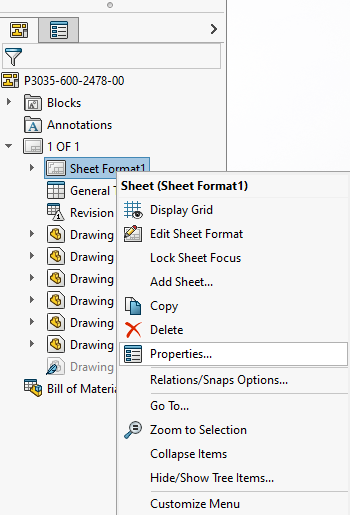 P3035-600-2478-00
Blocks
Annotations
1 OF 1
Sheet Format1
General
Revision
Drawing
Drawing
Drawing
Drawing
Drawing
Drawing
Drawing
Bill of Materia
Sheet (Sheet Format1)
Display Grid
Edit Sheet Format
Lock Sheet Focus
Add Sheet...
Copy
Delete
Properties...
Relations/Snaps Options...
Go To...
Zoom to Selection
Collapse Items
Hide/Show Tree Items...
Customize Menu